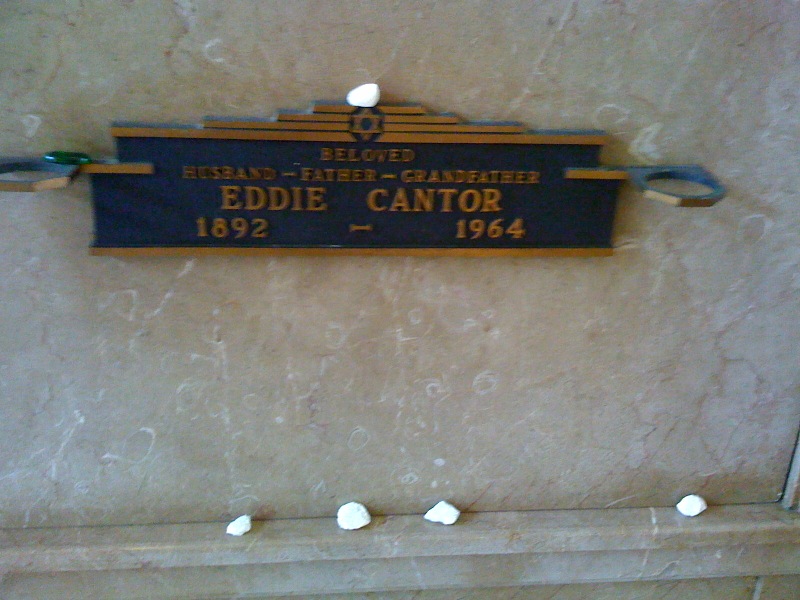 BELOVED
HUSBAND - FATHER - GRANDFATHER
EDDIE CANTOR
1892 - 1964